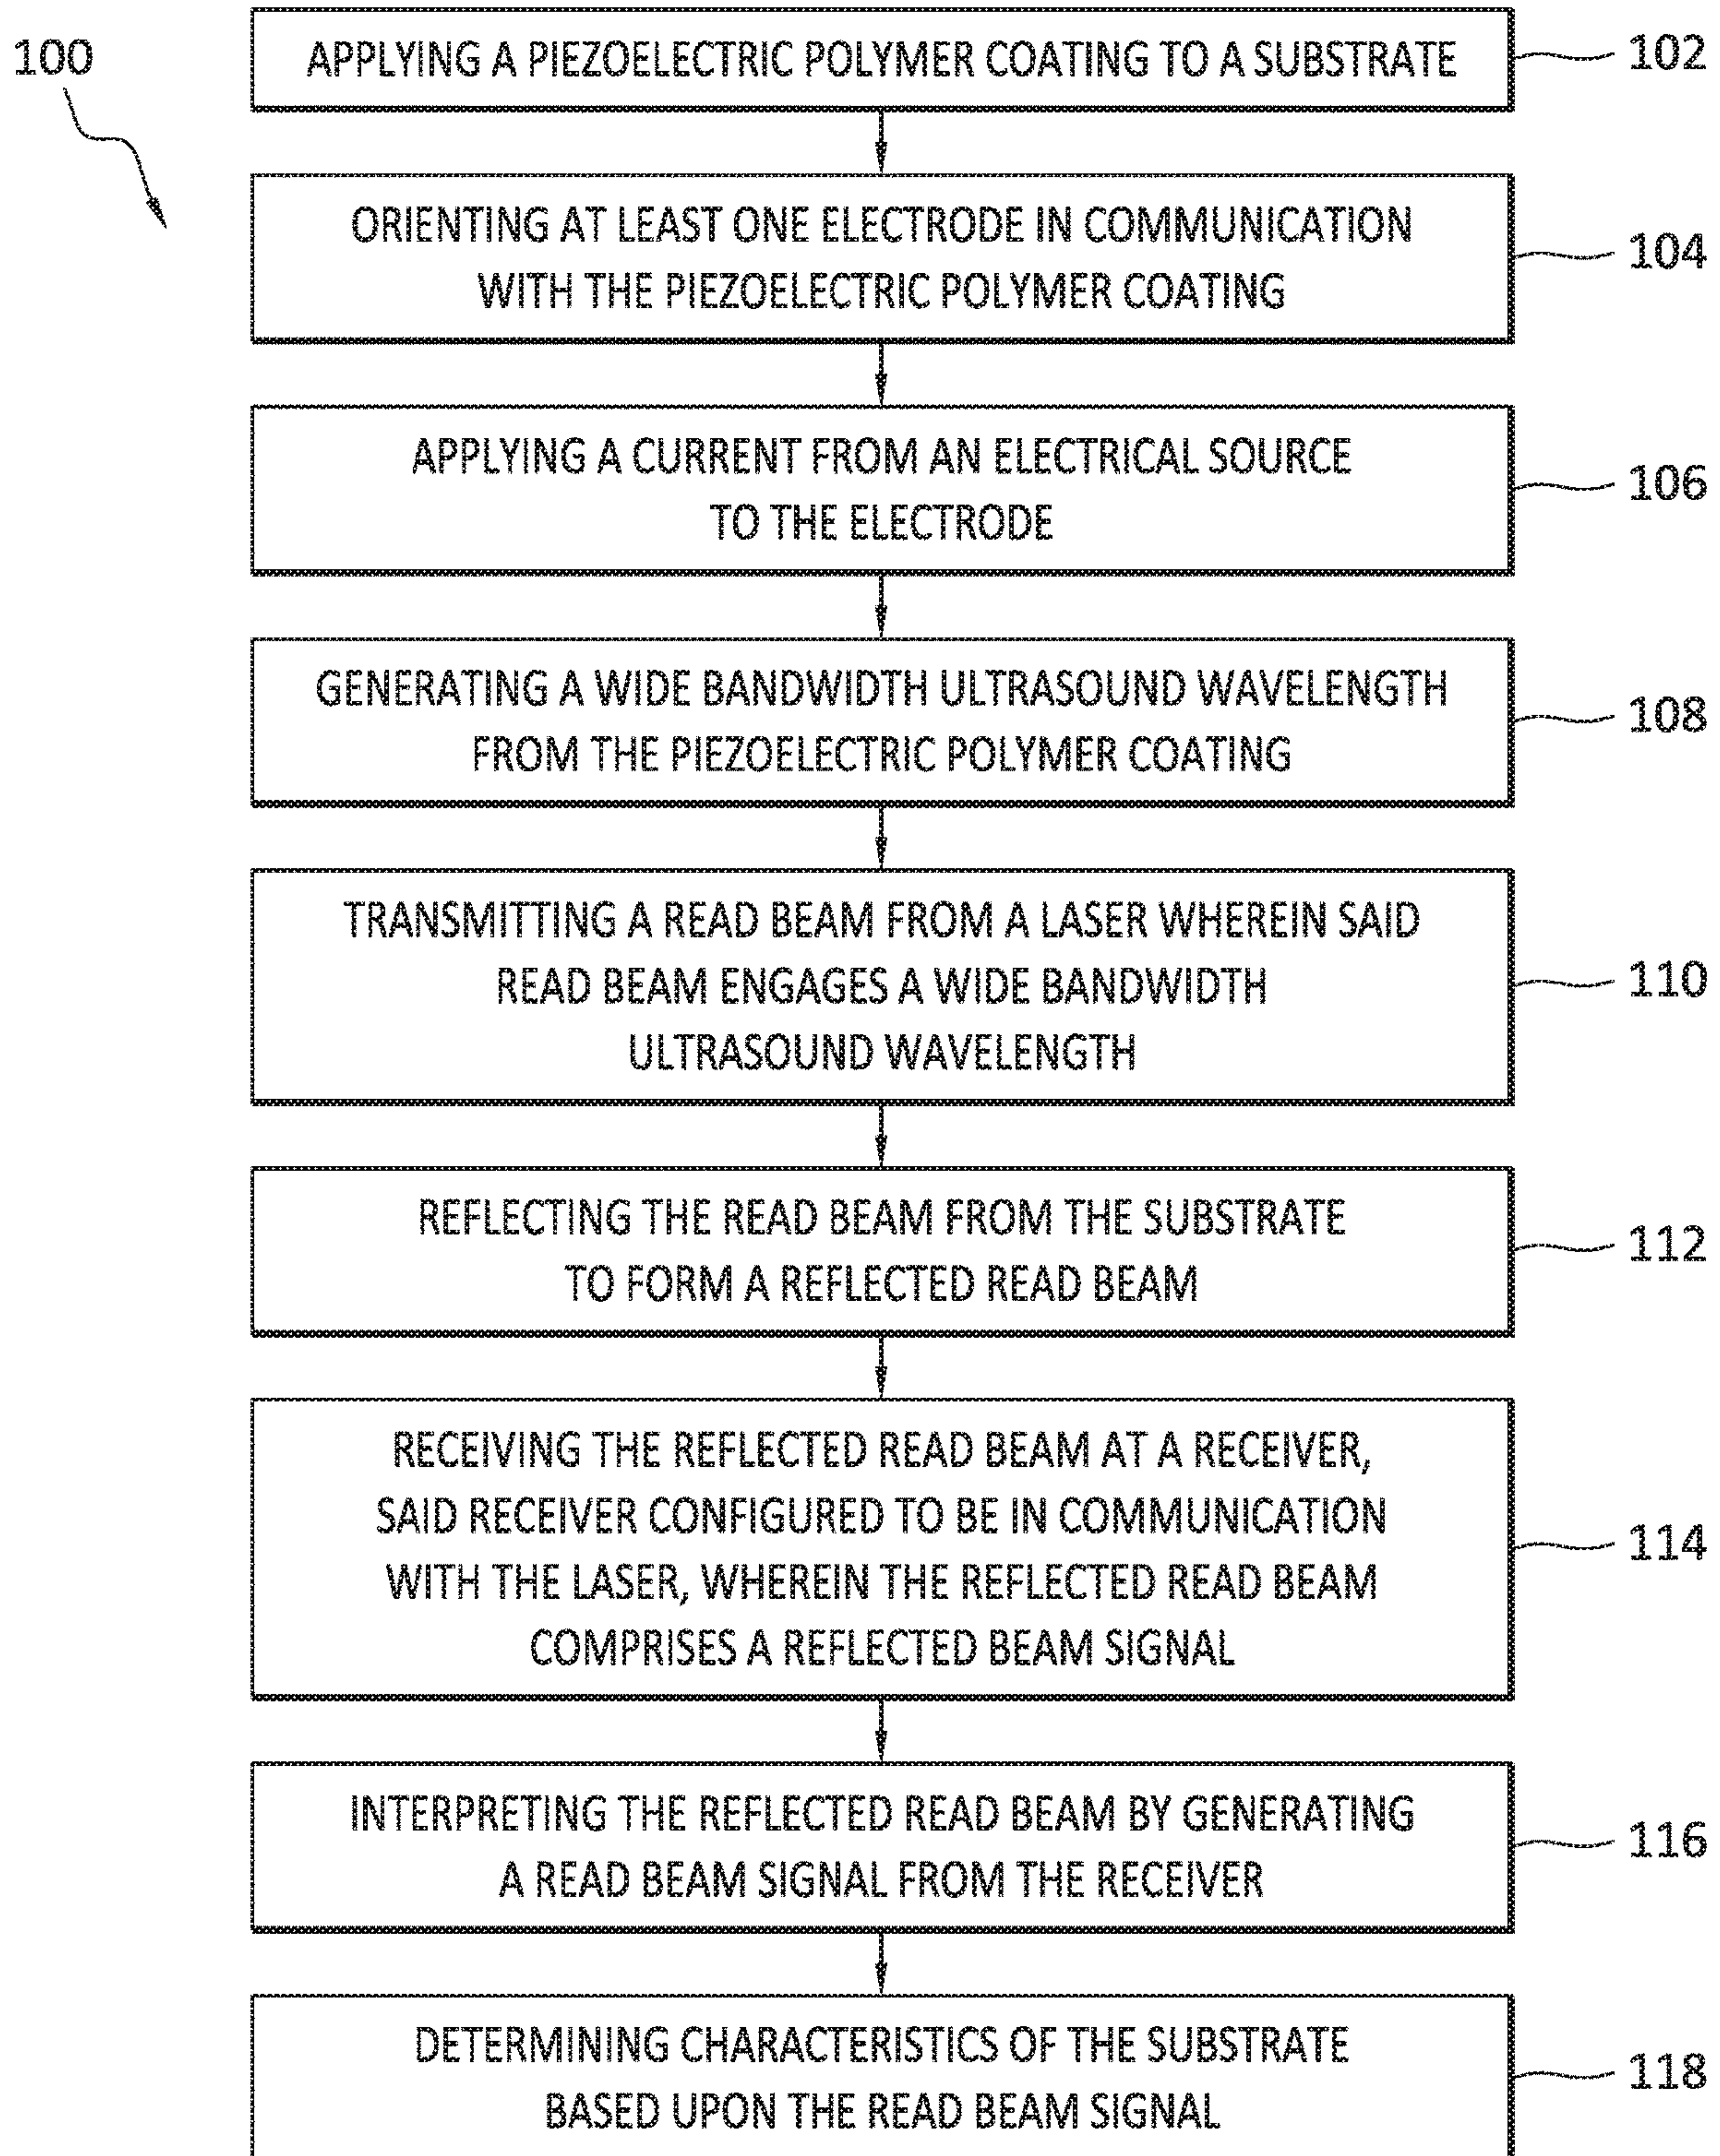 100
APPLYING A PIEZOELECTRIC POLYMER COATING TO A SUBSTRATE
102
ORIENTING AT LEAST ONE ELECTRODE IN COMMUNICATION
WITH THE PIEZOELECTRIC POLYMER COATING
104
APPLYING A CURRENT FROM AN ELECTRICAL SOURCE
TO THE ELECTRODE
106
GENERATING A WIDE BANDWIDTH ULTRASOUND WAVELENGTH
FROM THE PIEZOELECTRIC POLYMER COATING
108
TRANSMITTING A READ BEAM FROM A LASER WHEREIN SAID
READ BEAM ENGAGES A WIDE BANDWIDTH
ULTRASOUND WAVELENGTH
110
REFLECTING THE READ BEAM FROM THE SUBSTRATE
TO FORM A REFLECTED READ BEAM
112
RECEIVING THE REFLECTED READ BEAM AT A RECEIVER,
SAID RECEIVER CONFIGURED TO BE IN COMMUNICATION
WITH THE LASER, WHEREIN THE REFLECTED READ BEAM
COMPRISES A REFLECTED BEAM SIGNAL
114
INTERPRETING THE REFLECTED READ BEAM BY GENERATING
A READ BEAM SIGNAL FROM THE RECEIVER
116
DETERMINING CHARACTERISTICS OF THE SUBSTRATE
BASED UPON THE READ BEAM SIGNAL
118